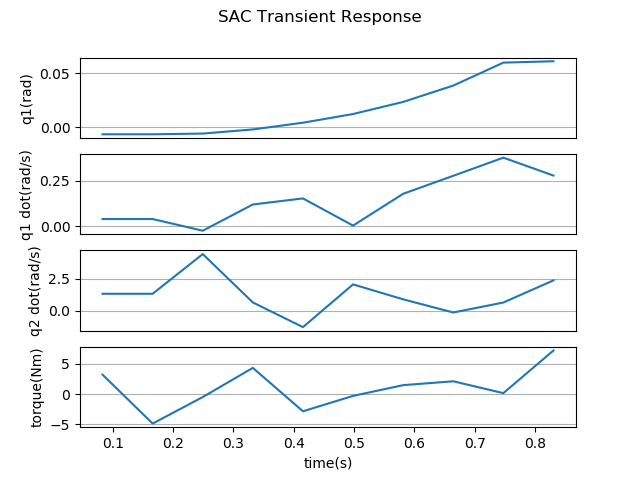 SAC Transient Response
0.05
0.00
q1(rad)
0.25
0.00
q1 dot(rad/s)
2.5
0.0
q2 dot(rad/s)
5
0
−5
torque(Nm)
0.1 0.2 0.3 0.4 0.5 0.6 0.7 0.8
time(s)